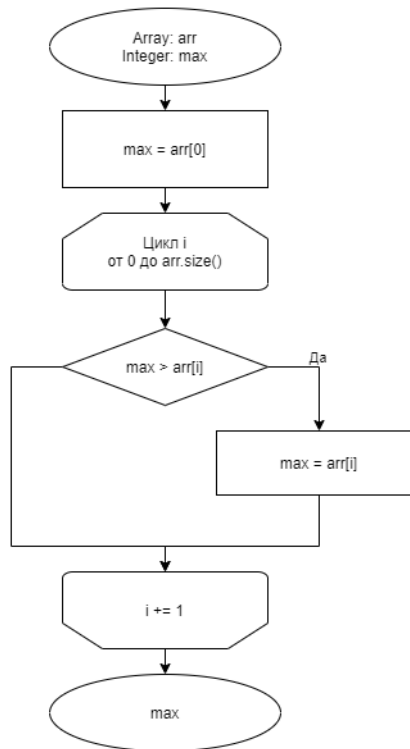 Array: arr
Integer: max
max = arr[0]
Цикл i
от 0 до arr.size()
max > arr[i]
Да
max = arr[i]
i += 1
max